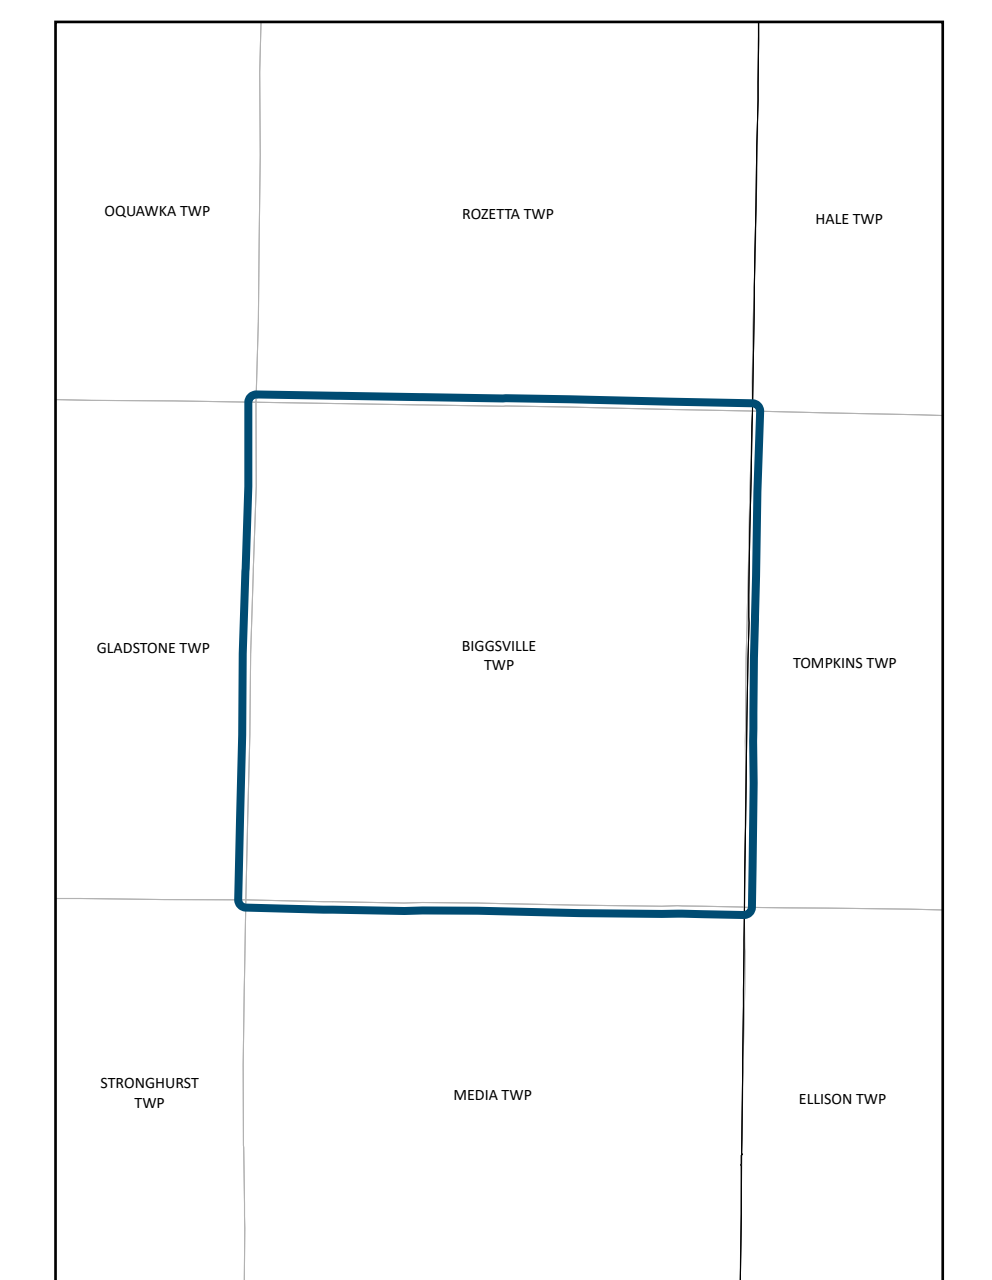 OQUAWKA TWP
ROZETTA TWP
HALE TWP
GLADSTONE TWP
BIGGSVILLE
TWP
TOMPKINS TWP
STRONGHURST
TWP
MEDIA TWP
ELLISON TWP